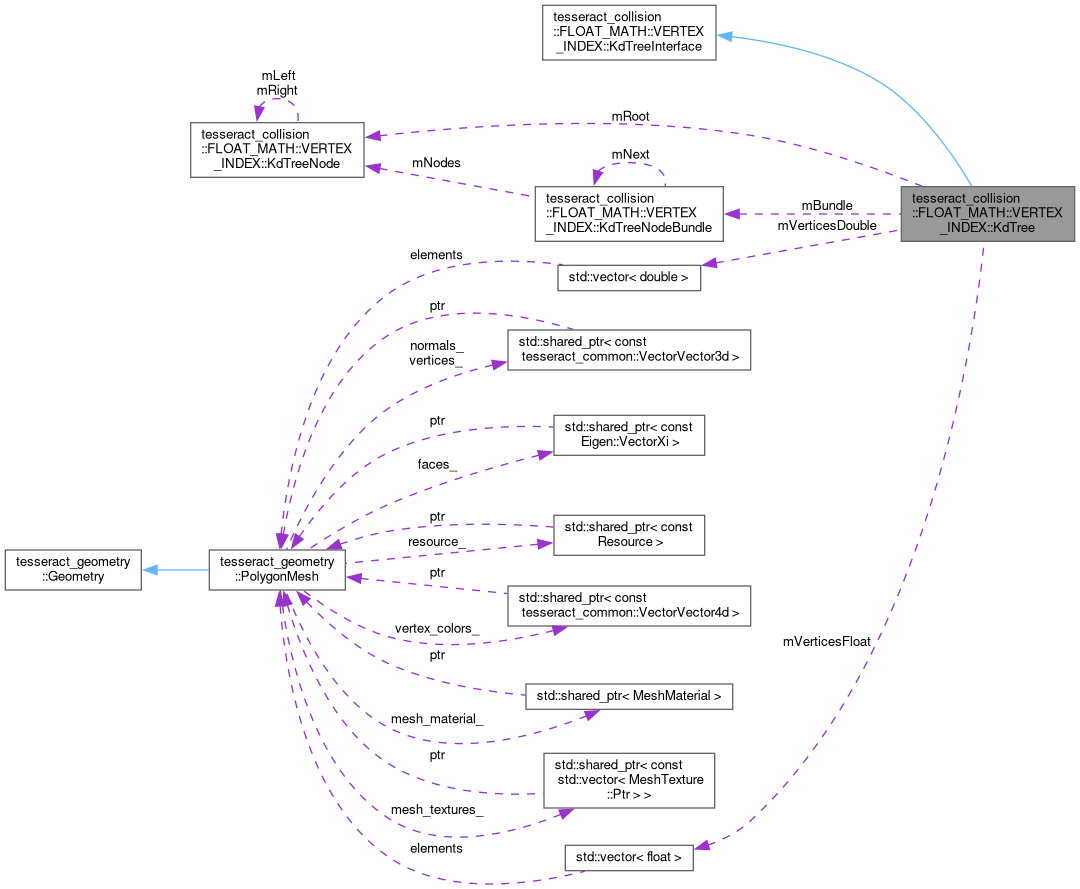 tesseract_collision
::FLOAT_MATH::VERTEX
_INDEX::KdTreeInterface
mLeft
mRight
tesseract_collision
::FLOAT_MATH::VERTEX
_INDEX::KdTreeNode
mRoot
mNodes
mNext
tesseract_collision
::FLOAT_MATH::VERTEX
_INDEX::KdTreeNodeBundle
mBundle
tesseract_collision
::FLOAT_MATH::VERTEX
_INDEX::KdTree
mVerticesDouble
elements
std::vector< double >
ptr
std::shared_ptr< const
tesseract_common::VectorVector3d >
normals_
vertices_
ptr
std::shared_ptr< const
Eigen::VectorXi >
faces_
ptr
std::shared_ptr< const
Resource >
resource_
tesseract_geometry
::Geometry
tesseract_geometry
::PolygonMesh
ptr
std::shared_ptr< const
tesseract_common::VectorVector4d >
vertex_colors_
mVerticesFloat
ptr
std::shared_ptr< MeshMaterial >
mesh_material_
ptr
std::shared_ptr< const
std::vector< MeshTexture
::Ptr > >
mesh_textures_
elements
std::vector< float >